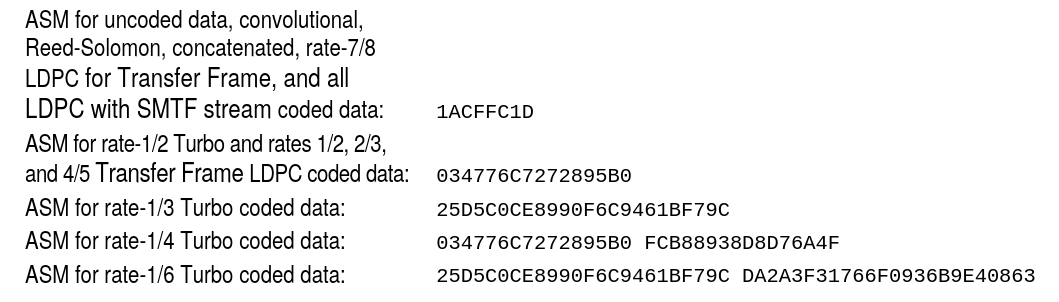 ASM for uncoded data, convolutional,
Reed-Solomon, concatenated, rate-7/8
LDPC for Transfer Frame, and all
LDPC with SMTF stream coded data: 1ACFFC1D
ASM for rate-1/2 Turbo and rates 1/2, 2/3,
and 4/5 Transfer Frame LDPC coded data: 034776C7272895B0
ASM for rate-1/3 Turbo coded data: 25D5C0CE8990F6C9461BF79C
ASM for rate-1/4 Turbo coded data: 034776C7272895B0 FCB88938D8D76A4F
ASM for rate-1/6 Turbo coded data: 25D5C0CE8990F6C9461BF79C DA2A3F31766F0936B9E40863